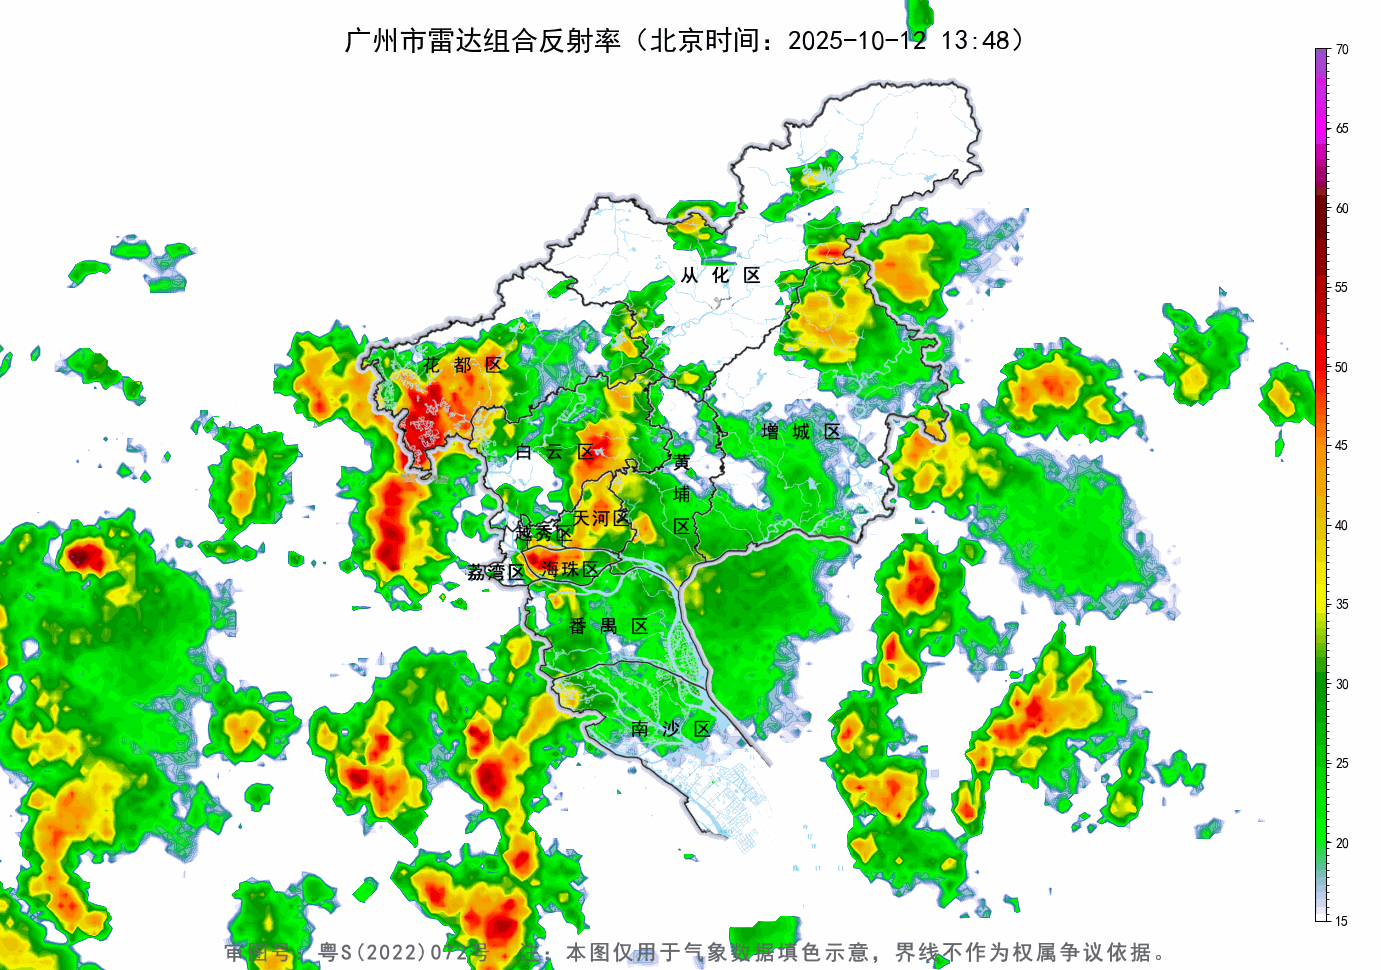 广州市雷达组合反射率（北京时间：2025-10-12 13:48）
70
65
60
55
50
45
40
35
30
25
20
15
从 化 区
花 都 区
增 城 区
白 云 区
黄
埔
区
天河区
越秀区
荔湾区
海珠区
番 禺 区
南 沙 区
审图号：粤S(2022)072号 注：本图仅用于气象数据填色示意，界线不作为权属争议依据。